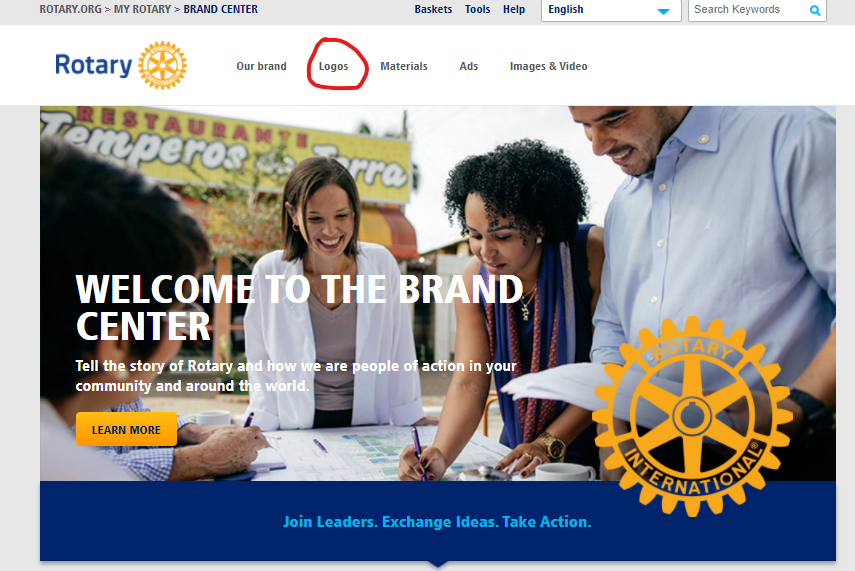 ROTARY.ORG > MY ROTARY > BRAND CENTER
Baskets Tools Help
English
Search Keywords
Rotary
Our brand Logos Materials Ads Images & Video
RESTAURANTE
Temperos da Terra
WELCOME TO THE BRAND
CENTER
Tell the story of Rotary and how we are people of action in your
community and around the world.
LEARN MORE
ROTARY
INTERNATIONAL®
Join Leaders. Exchange Ideas. Take Action.